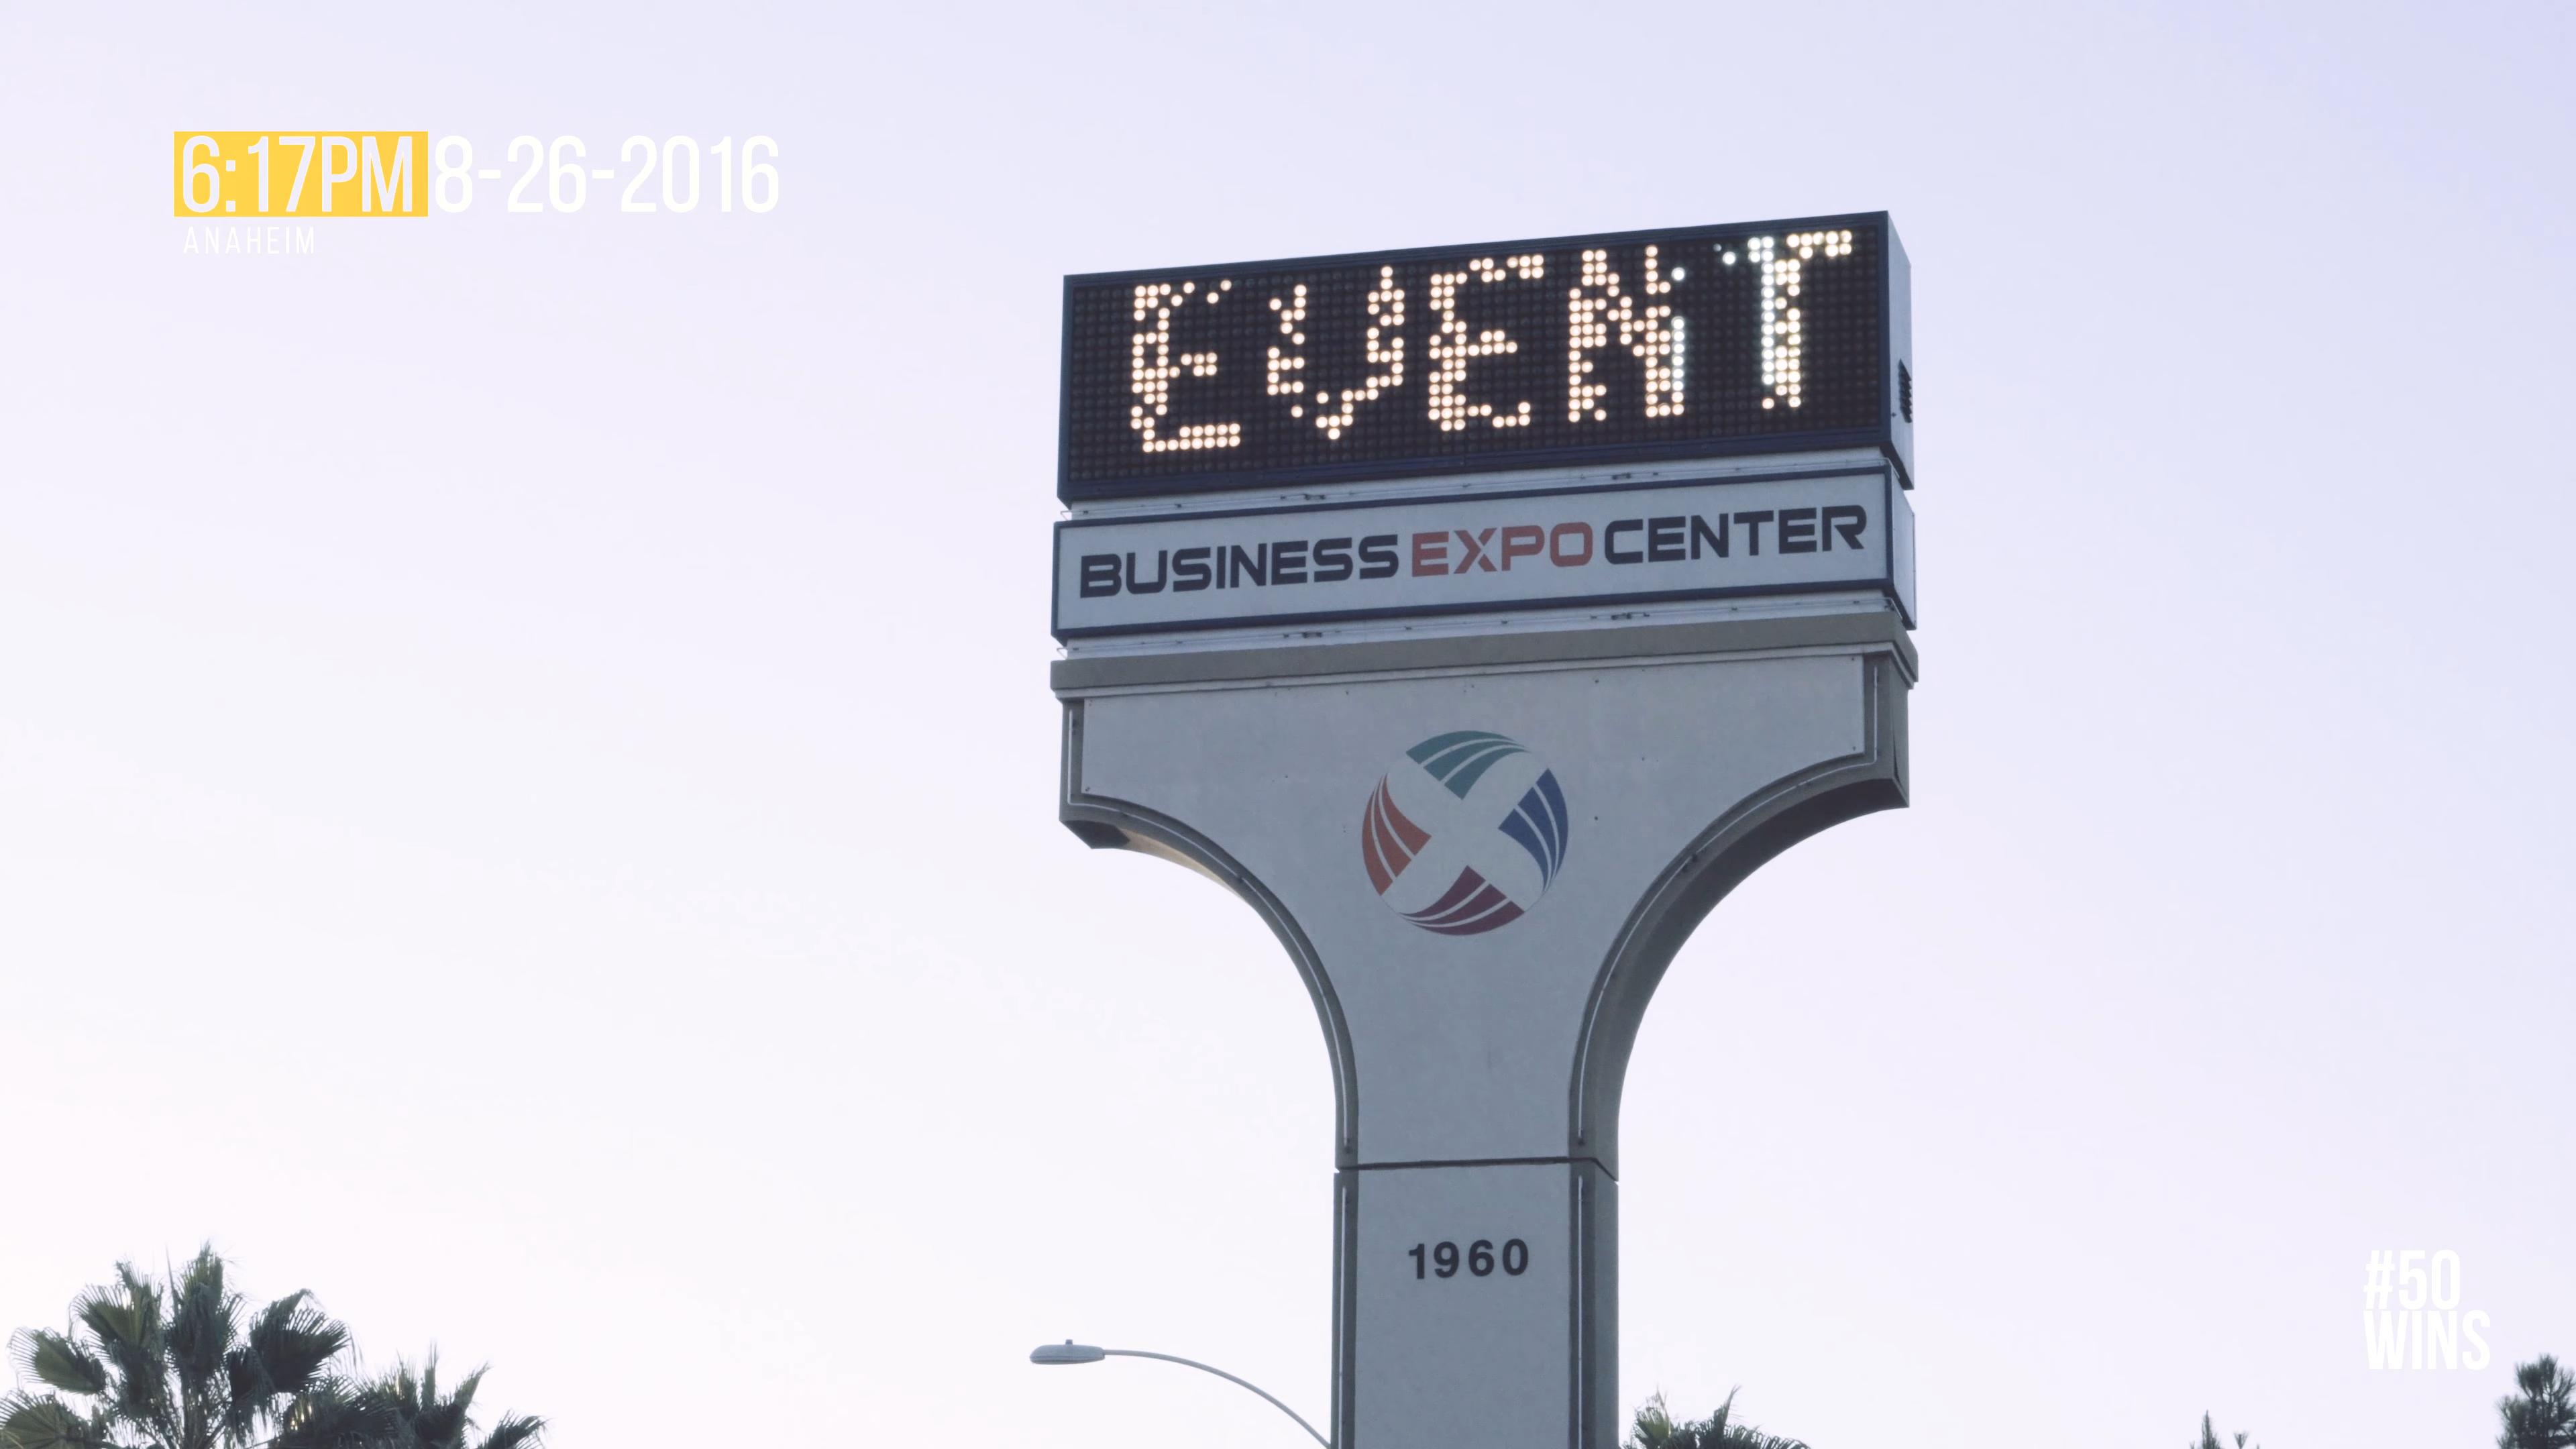 6:17PM 8-26-2016
ANAHEIM
EVENT
BUSINESS EXPO CENTER
1960
#50
WINS